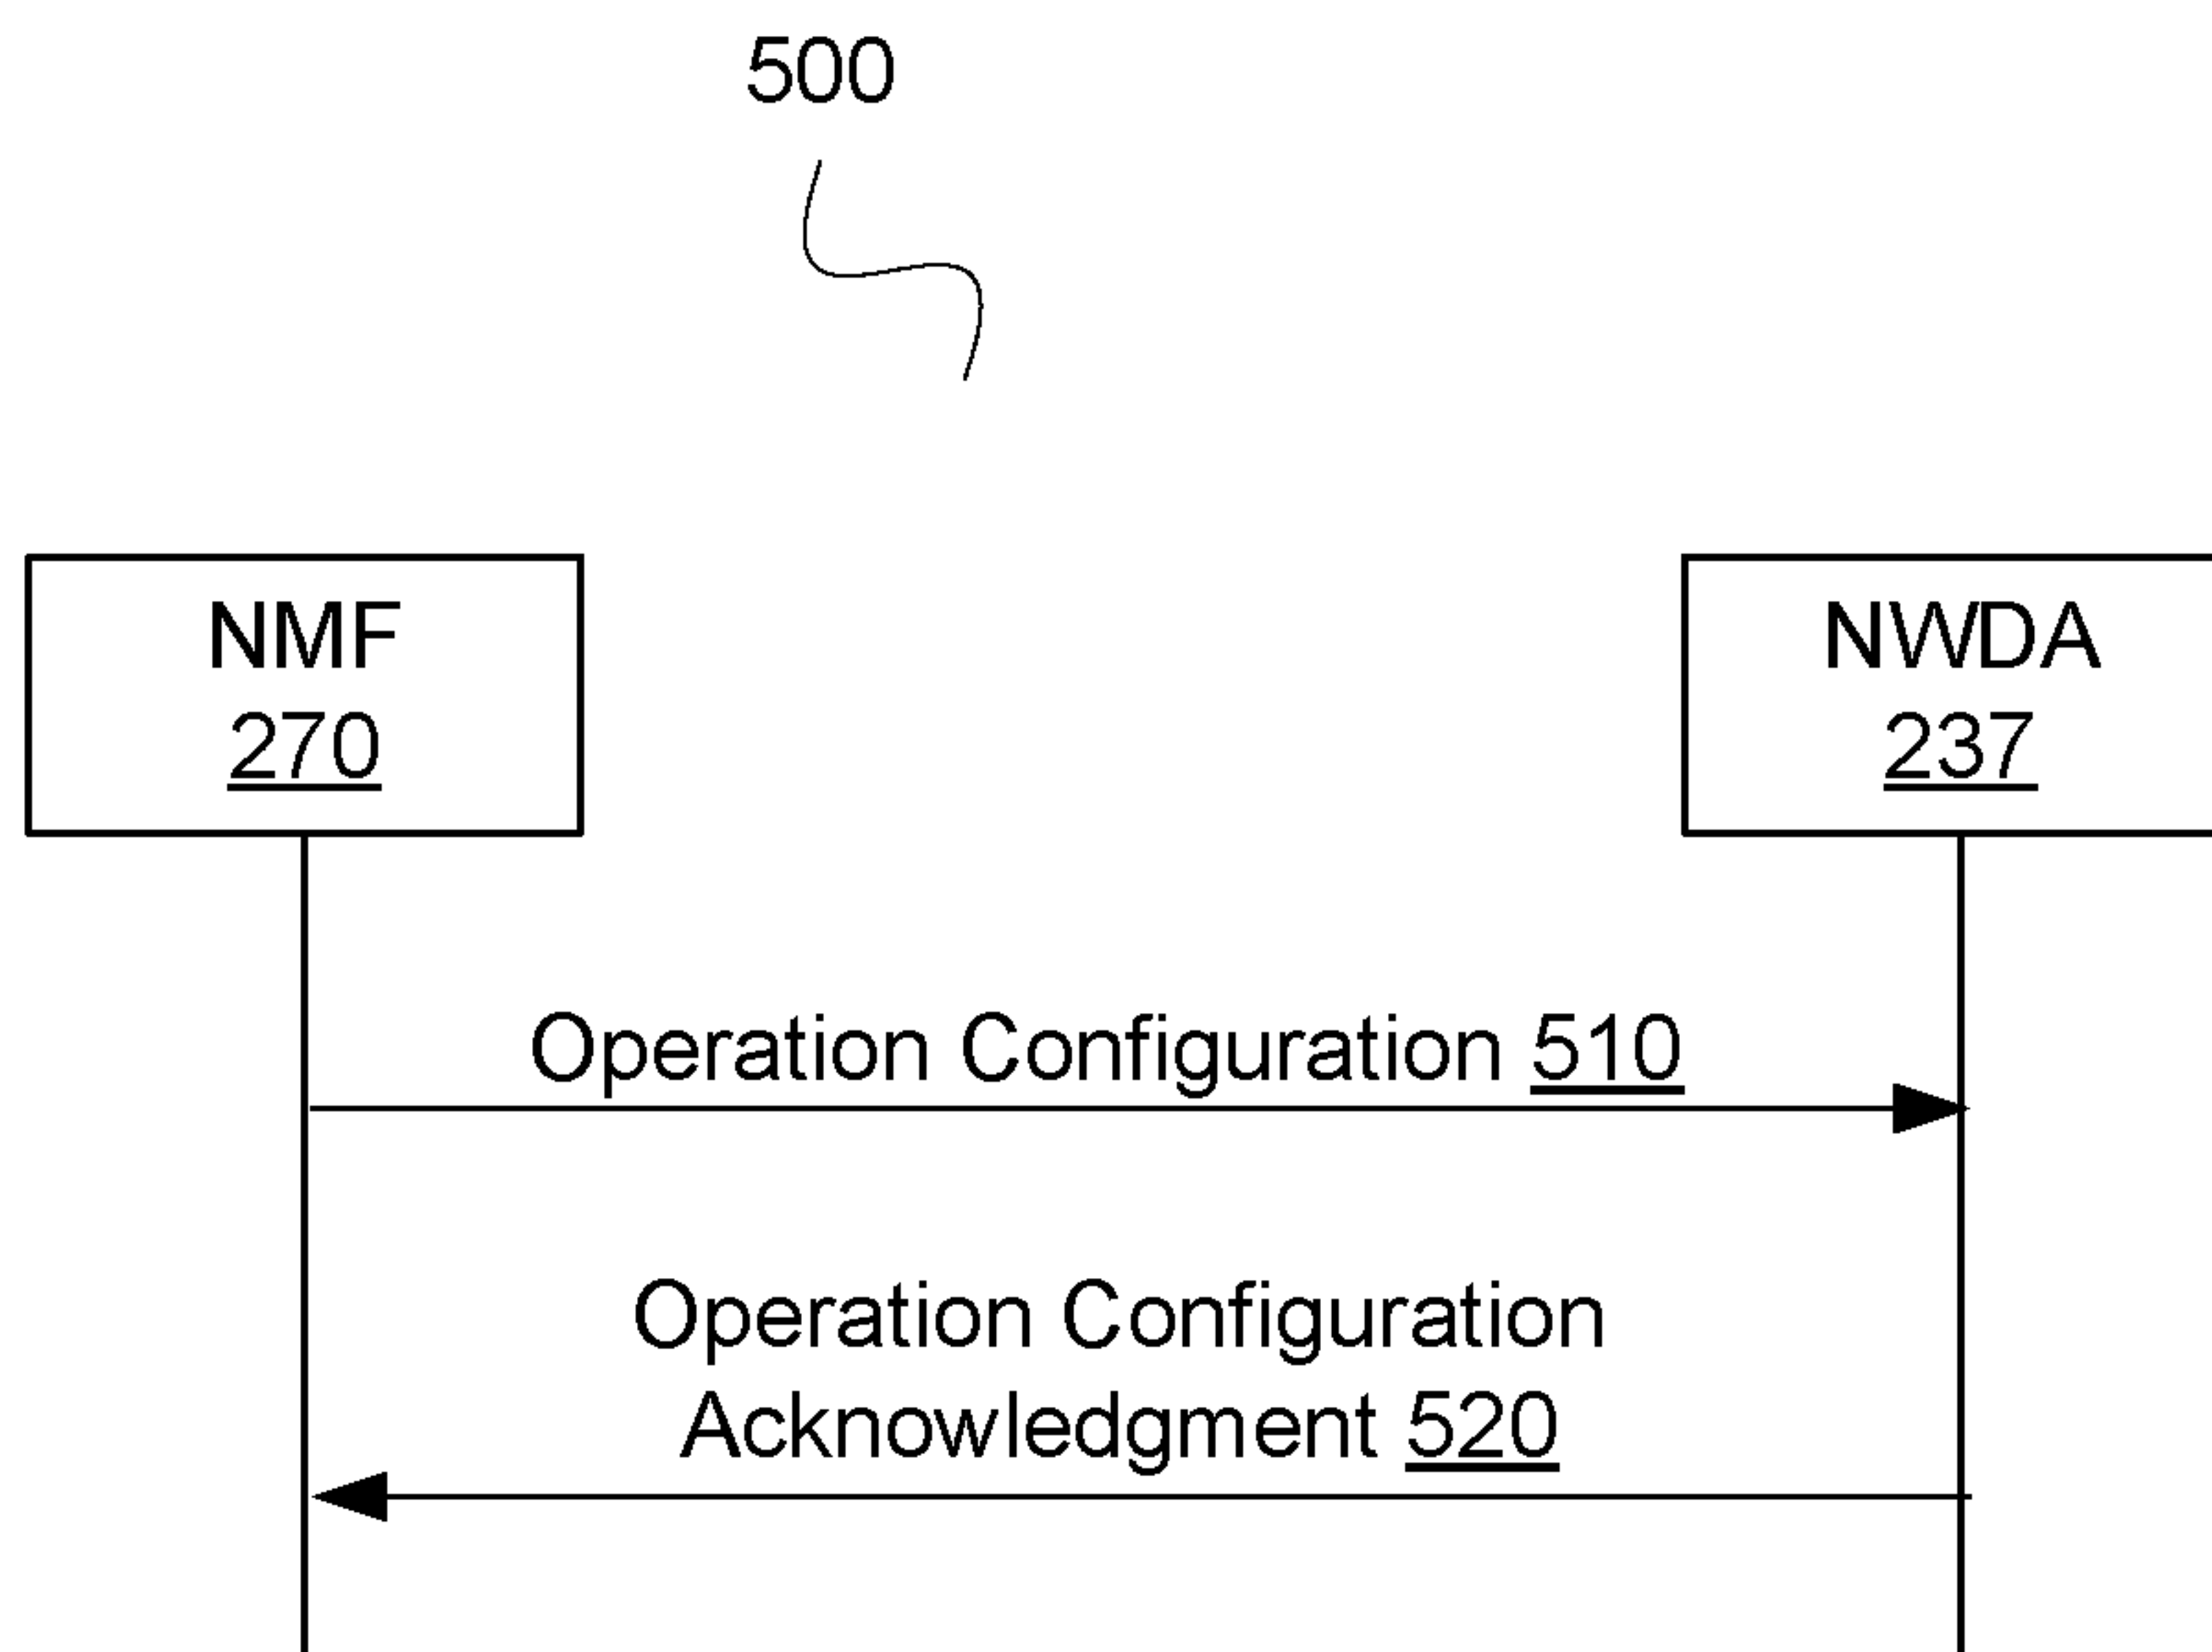 500
NMF
270
NWDA
237
Operation Configuration 510
Operation Configuration
Acknowledgment 520